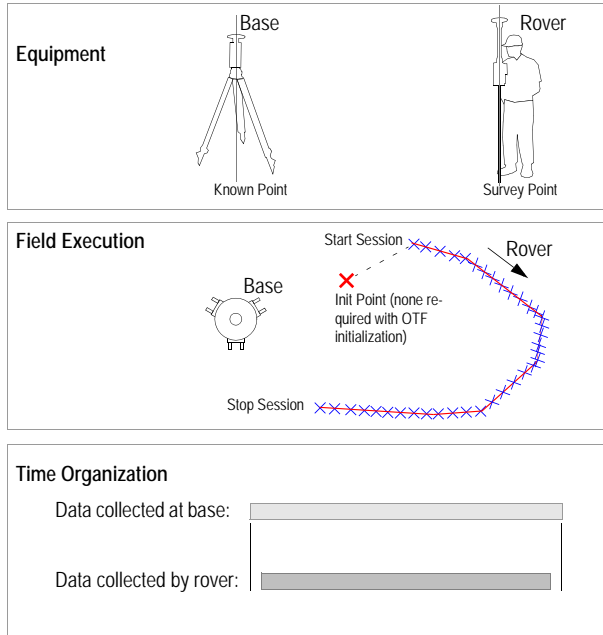 Equipment
Base
Rover
Known Point
Survey Point
Field Execution
Start Session
Rover
Base
Init Point (none re-
quired with OTF
initialization)
Stop Session
Time Organization
Data collected at base:
Data collected by rover: